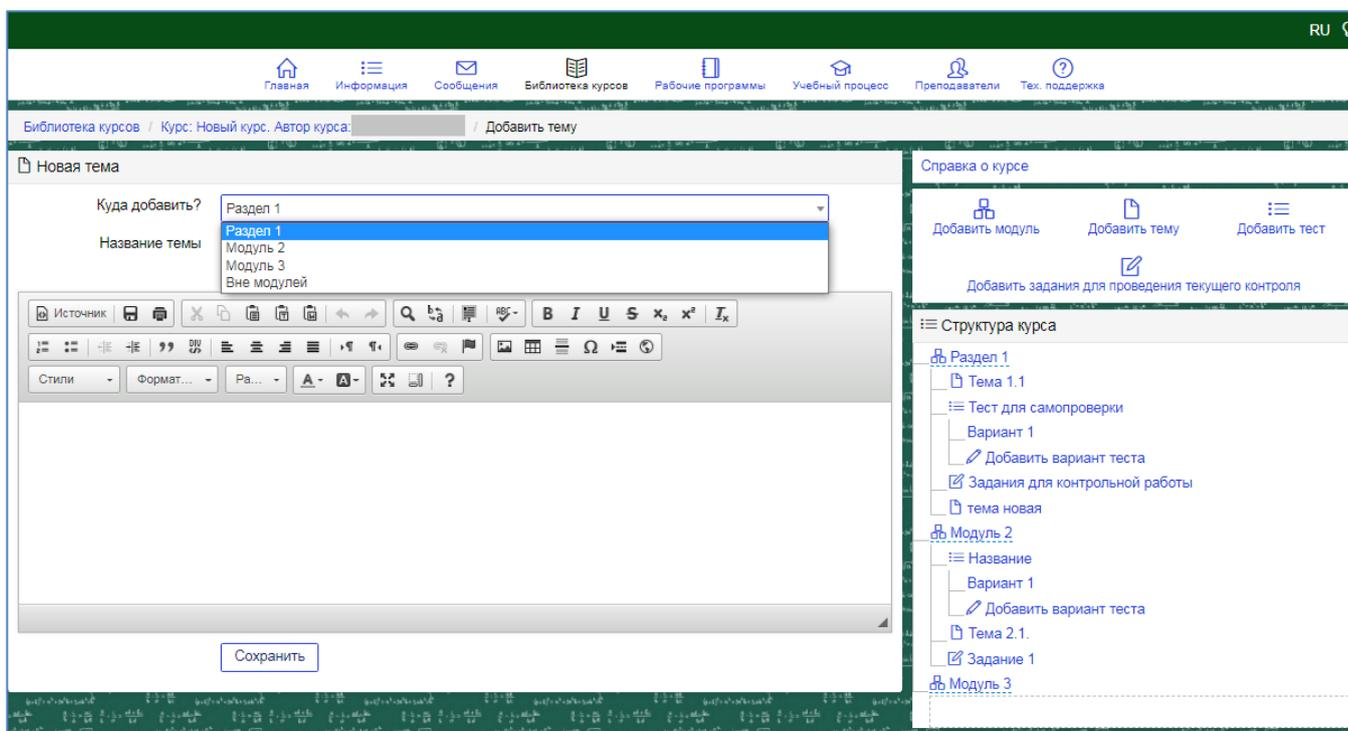 RU
Главная Информация Сообщения Библиотека курсов Рабочие программы Учебный процесс Преподаватели Тех. поддержка
Библиотека курсов / Курс: Новый курс. Автор курса: / Добавить тему
Новая тема
Куда добавить? Раздел 1
Раздел 1
Название темы
Модуль 2
Модуль 3
Вне модулей
Источник
Стили Формат... Ра...
Сохранить
Справка о курсе
Добавить модуль Добавить тему Добавить тест
Добавить задания для проведения текущего контроля
Структура курса
Раздел 1
Тема 1.1
Тест для самопроверки
Вариант 1
Добавить вариант теста
Задания для контрольной работы
тема новая
Модуль 2
Название
Вариант 1
Добавить вариант теста
Тема 2.1.
Задание 1
Модуль 3